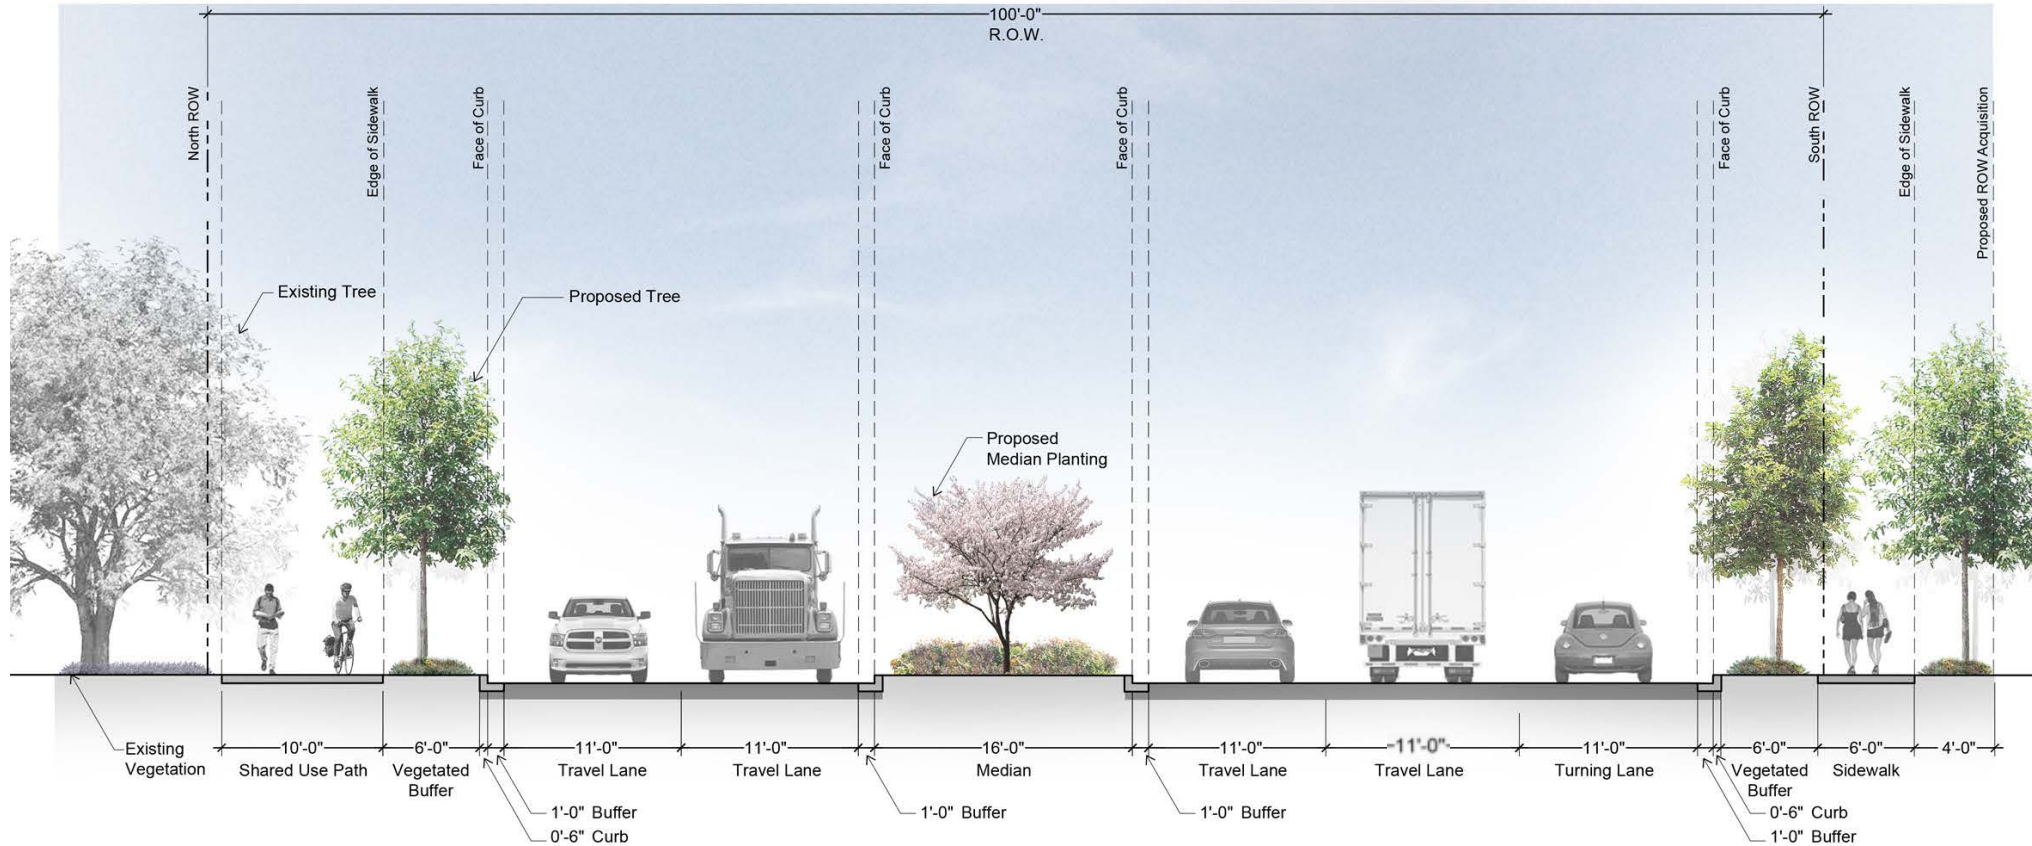 100'-0"
R.O.W.
North ROW
Edge of Sidewalk
Face of Curb
Face of Curb
Face of Curb
Face of Curb
South ROW
Edge of Sidewalk
Proposed ROW Acquisition
Existing Tree
Proposed Tree
Proposed
Median Planting
Existing
Vegetation
10'-0"
Shared Use Path
6'-0"
Vegetated
Buffer
1'-0" Buffer
0'-6" Curb
11'-0"
Travel Lane
11'-0"
Travel Lane
1'-0" Buffer
16'-0"
Median
1'-0" Buffer
11'-0"
Travel Lane
11'-0"
Travel Lane
11'-0"
Turning Lane
6'-0"
Vegetated
Buffer
0'-6" Curb
1'-0" Buffer
6'-0"
Sidewalk
4'-0"